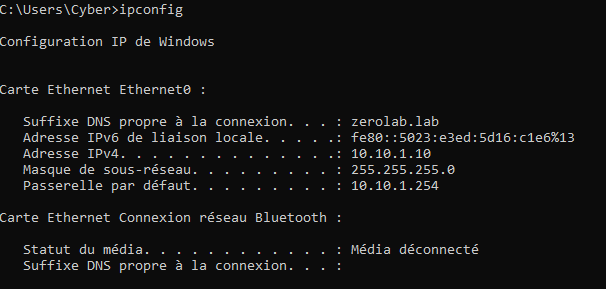 C:\Users\Cyber>ipconfig
Configuration IP de Windows
Carte Ethernet Ethernet0 :
Suffixe DNS propre à la connexion. . . : zerolab.lab
Adresse IPv6 de liaison locale. . . . .: fe80::5023:e3ed:5d16:c1e6%13
Adresse IPv4. . . . . . . . . . . . . .: 10.10.1.10
Masque de sous-réseau. . . . . . . . . : 255.255.255.0
Passerelle par défaut. . . . . . . . . : 10.10.1.254
Carte Ethernet Connexion réseau Bluetooth :
Statut du média. . . . . . . . . . . . : Média déconnecté
Suffixe DNS propre à la connexion. . . :